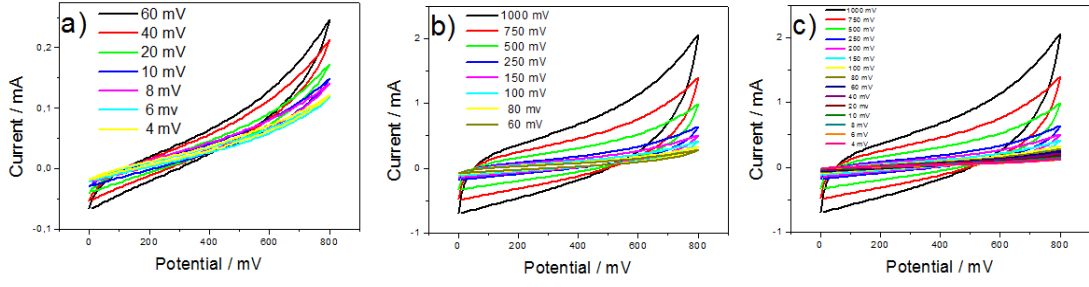 a)
60 mV
40 mV
20 mV
10 mV
8 mV
6 mv
4 mV
Current / mA
0,2
0,1
0,0
-0,1
0
200
400
600
800
Potential / mV
b)
1000 mV
750 mV
500 mV
250 mV
150 mV
100 mV
80 mv
60 mV
Current / mA
2
1
0
-1
0
200
400
600
800
Potential / mV
c)
1000 mV
750 mV
500 mV
250 mV
200 mV
150 mV
100 mV
80 mV
60 mV
40 mV
20 mv
10 mV
8 mV
6 mV
4 mV
Current / mA
2
1
0
-1
0
200
400
600
800
Potential / mV